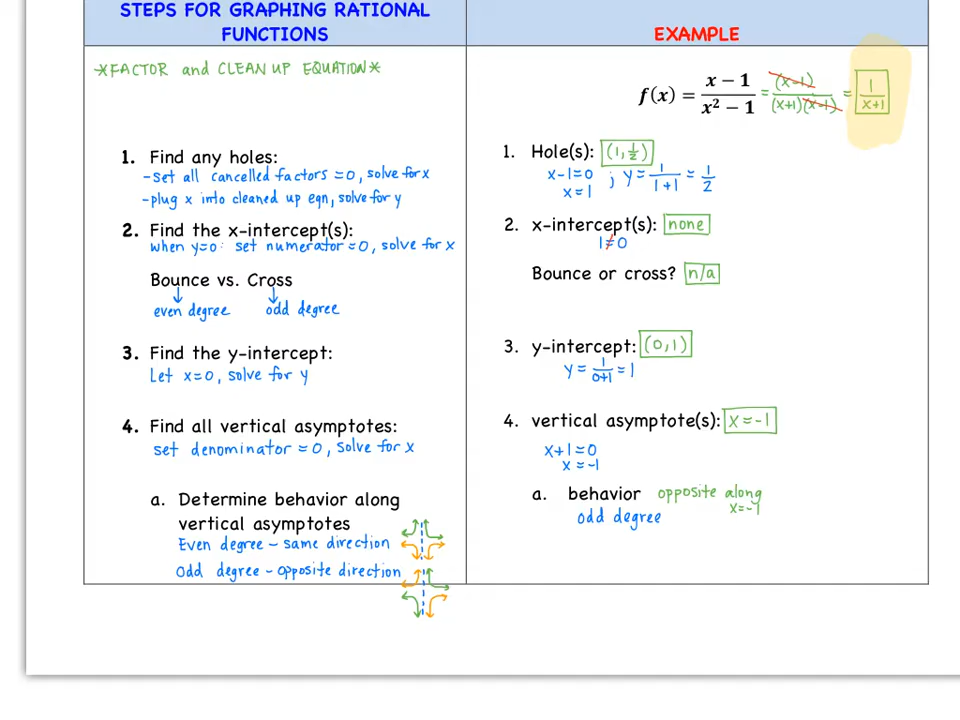 STEPS FOR GRAPHING RATIONAL
FUNCTIONS
EXAMPLE
*FACTOR and CLEAN UP EQUATION*
1. Find any holes:
-set all cancelled factors =0, solve for x
-plug x into cleaned up eqn, solve for y
2. Find the x-intercept(s):
when y=0: set numerator =0, solve for x
Bounce vs. Cross
even degree odd degree
3. Find the y-intercept:
Let x=0, solve for y
4. Find all vertical asymptotes:
set denominator =0, solve for x
a. Determine behavior along
vertical asymptotes
Even degree – same direction
Odd degree – opposite direction
f(x) = x − 1 / x² − 1 = (x-1) / (x+1)(x-1) = 1 / x+1
1. Hole(s): (1, 1/2)
x-1=0 ; y = 1 / 1+1 = 1/2
x=1
2. x-intercept(s): none
1≠0
Bounce or cross? n/a
3. y-intercept: (0,1)
y = 1 / 0+1 = 1
4. vertical asymptote(s): x=-1
x+1=0
x=-1
a. behavior opposite along
x=-1
odd degree